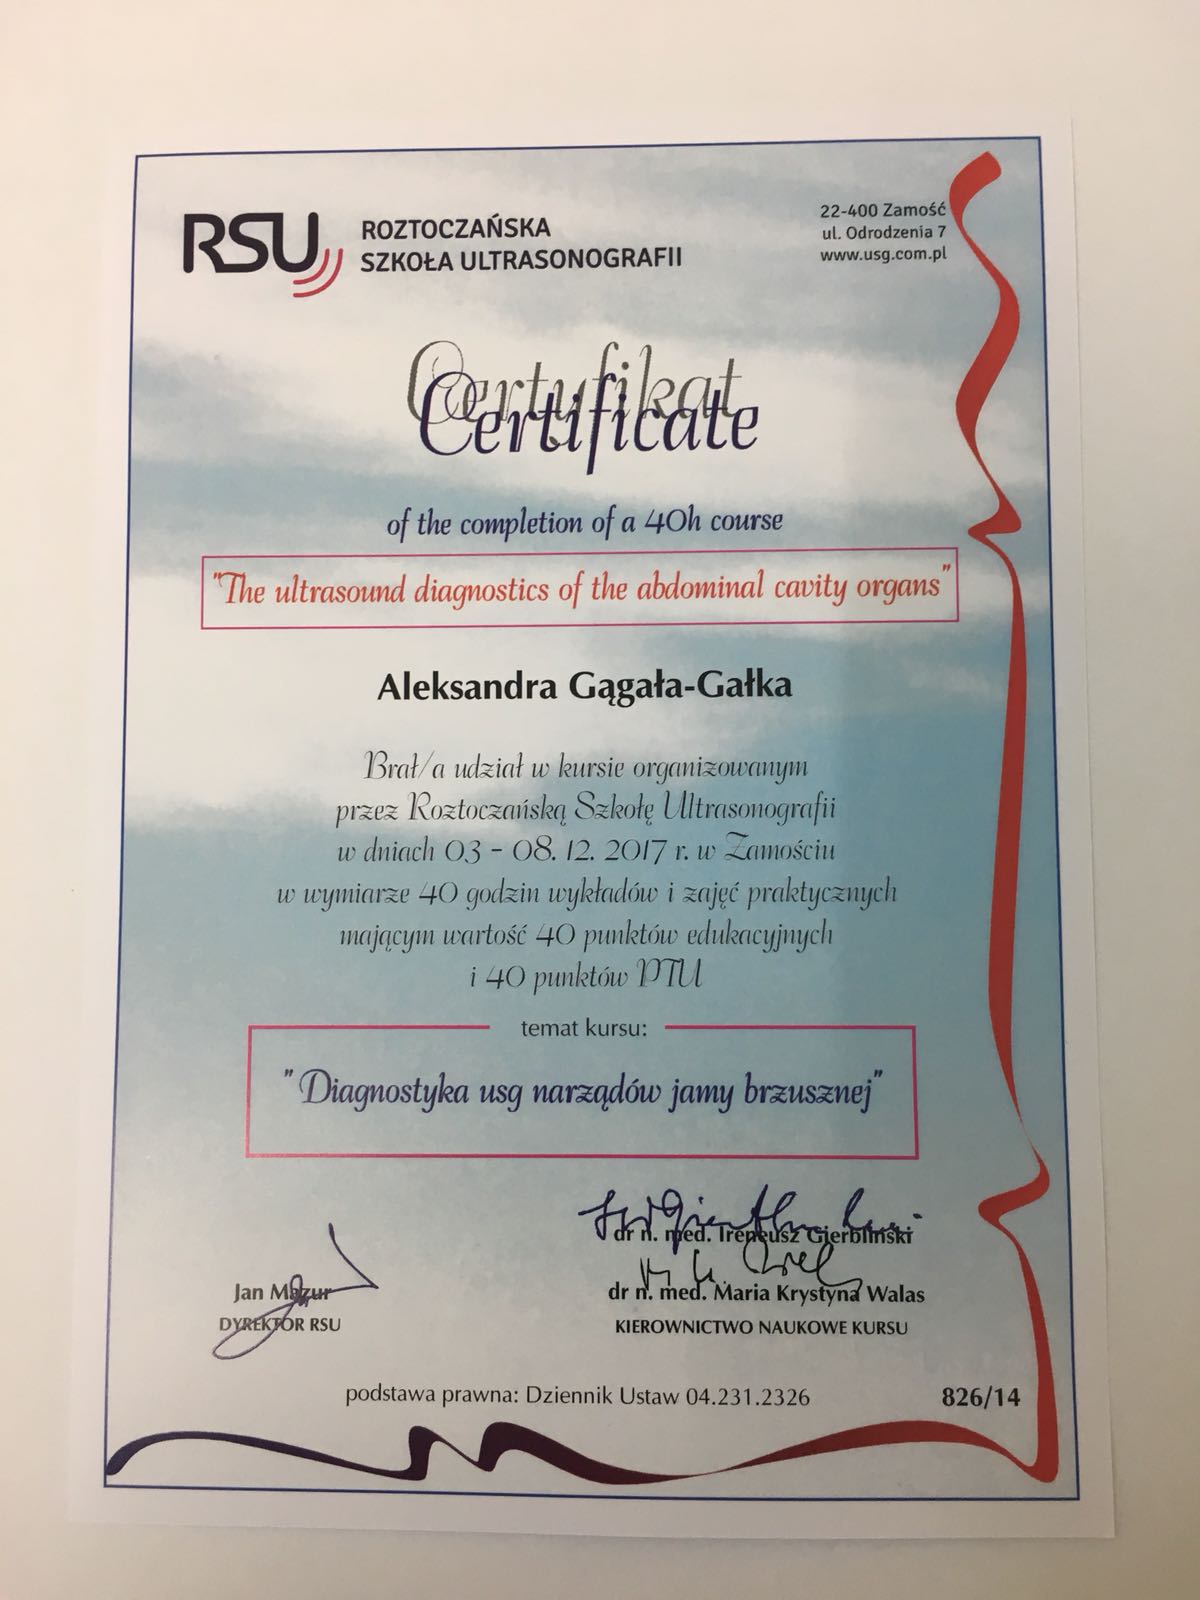 RSU
ROZTOCZAŃSKA
SZKOŁA ULTRASONOGRAFII
22-400 Zamość
ul. Odrodzenia 7
www.usg.com.pl
Certyfikat
Certificate
of the completion of a 40h course
"The ultrasound diagnostics of the abdominal cavity organs"
Aleksandra Gągała-Gałka
Brał/a udział w kursie organizowanym
przez Roztoczańską Szkołę Ultrasonografii
w dniach 03 - 08. 12. 2017 r. w Zamościu
w wymiarze 40 godzin wykładów i zajęć praktycznych
mającym wartość 40 punktów edukacyjnych
i 40 punktów PTU
temat kursu:
"Diagnostyka usg narządów jamy brzusznej"
dr n. med. Ireneusz Gierbliński
Jan Mazur
dr n. med. Maria Krystyna Walas
DYREKTOR RSU
KIEROWNICTWO NAUKOWE KURSU
podstawa prawna: Dziennik Ustaw 04.231.2326
826/14